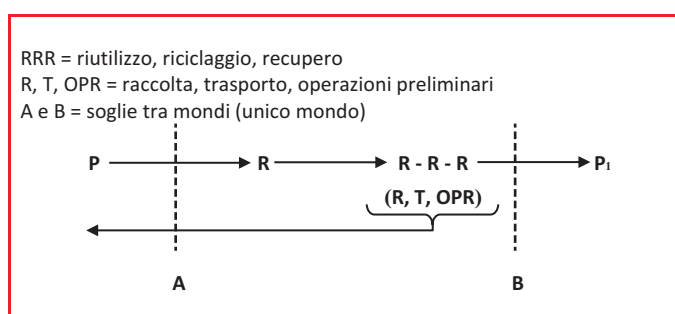 RRR = riutilizzo, riciclaggio, recupero
R, T, OPR = raccolta, trasporto, operazioni preliminari
A e B = soglie tra mondi (unico mondo)
P R R - R - R P₁
(R, T, OPR)
A B